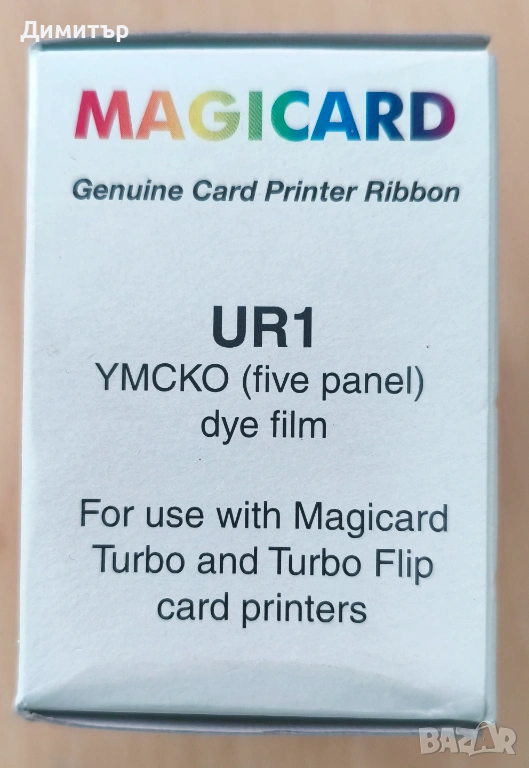 Димитър
MAGICARD
Genuine Card Printer Ribbon
UR1
YMCKO (five panel)
dye film
For use with Magicard
Turbo and Turbo Flip
card printers
BAZAR